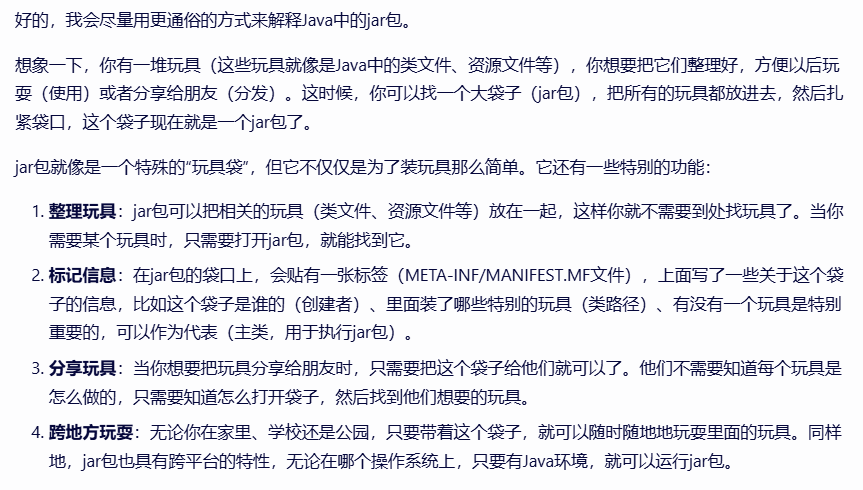 好的，我会尽量用更通俗的方式来解释Java中的jar包。
想象一下，你有一堆玩具（这些玩具就像是Java中的类文件、资源文件等），你想要把它们整理好，方便以后玩
耍（使用）或者分享给朋友（分发）。这时候，你可以找一个大袋子（jar包），把所有的玩具都放进去，然后扎
紧袋口，这个袋子现在就是一个jar包了。
jar包就像是一个特殊的“玩具袋”，但它不仅仅是为了装玩具那么简单。它还有一些特别的功能：
1. 整理玩具：jar包可以把相关的玩具（类文件、资源文件等）放在一起，这样你就不需要到处找玩具了。当你
需要某个玩具时，只需要打开jar包，就能找到它。
2. 标记信息：在jar包的袋口上，会贴有一张标签（META-INF/MANIFEST.MF文件），上面写了一些关于这个袋
子的信息，比如这个袋子是谁的（创建者）、里面装了哪些特别的玩具（类路径）、有没有一个玩具是特别
重要的，可以作为代表（主类，用于执行jar包）。
3. 分享玩具：当你想要把玩具分享给朋友时，只需要把这个袋子给他们就可以了。他们不需要知道每个玩具是
怎么做的，只需要知道怎么打开袋子，然后找到他们想要的玩具。
4. 跨地方玩耍：无论你在家里、学校还是公园，只要带着这个袋子，就可以随时随地地玩耍里面的玩具。同样
地，jar包也具有跨平台的特性，无论在哪个操作系统上，只要有Java环境，就可以运行jar包。